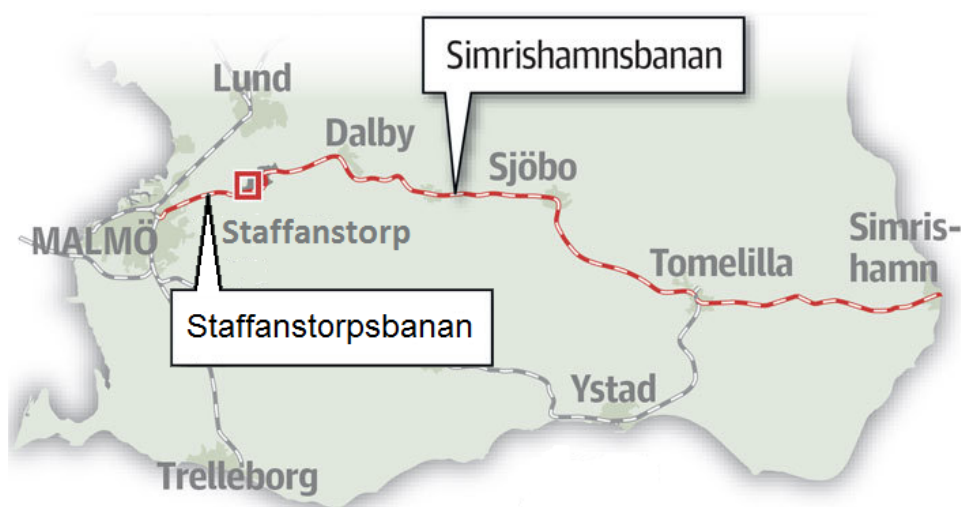 Simrishamnsbanan
Lund
Dalby
Sjöbo
MALMÖ
Staffanstorp
Simris-
hamn
Tomelilla
Staffanstorpsbanan
Ystad
Trelleborg